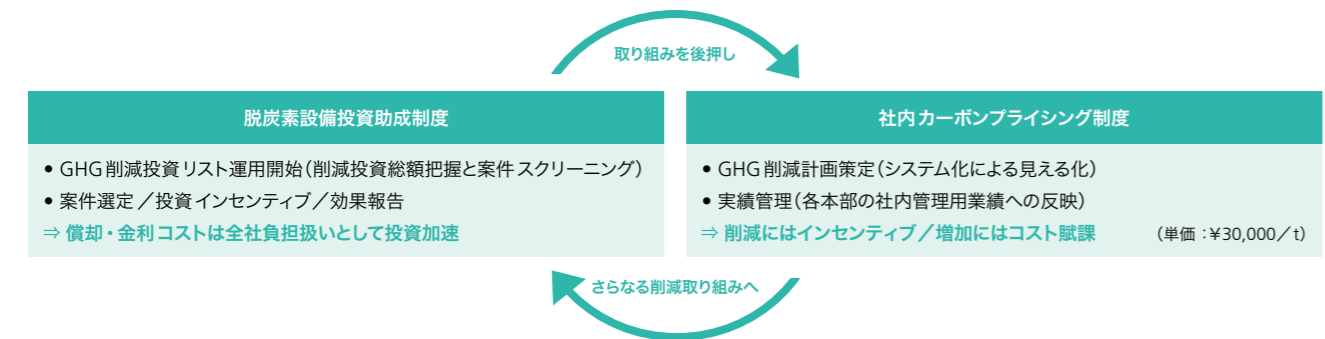 取り組みを後押し
脱炭素設備投資助成制度
• GHG削減投資リスト運用開始(削減投資総額把握と案件スクリーニング)
• 案件選定／投資インセンティブ／効果報告
⇒ 償却・金利コストは全社負担扱いとして投資加速
社内カーボンプライシング制度
• GHG削減計画策定(システム化による見える化)
• 実績管理(各本部の社内管理用業績への反映)
⇒ 削減にはインセンティブ／増加にはコスト賦課 (単価：¥30,000／t)
さらなる削減取り組みへ